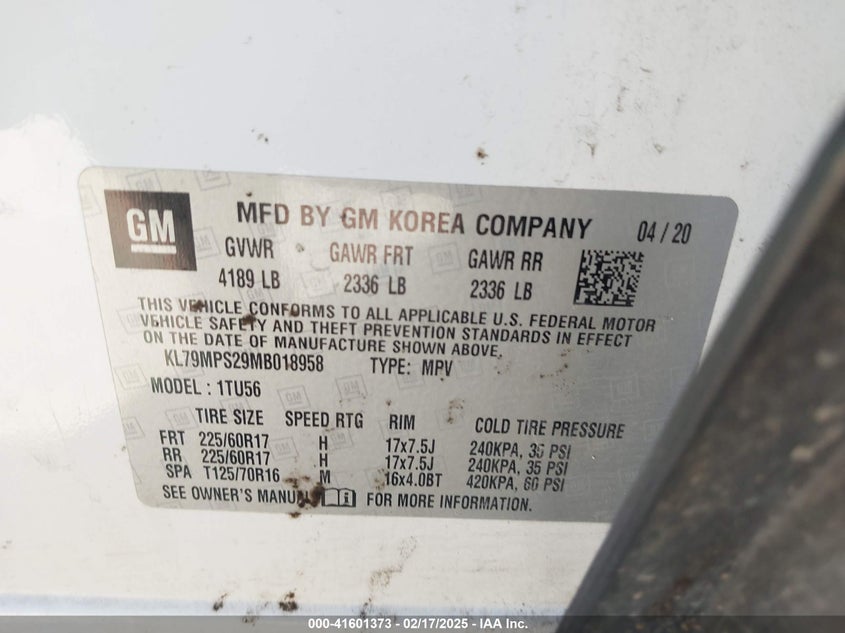 GM
MFD BY GM KOREA COMPANY 04 / 20
GVWR GAWR FRT GAWR RR
4189 LB 2336 LB 2336 LB
THIS VEHICLE CONFORMS TO ALL APPLICABLE U.S. FEDERAL MOTOR
VEHICLE SAFETY AND THEFT PREVENTION STANDARDS IN EFFECT
ON THE DATE OF MANUFACTURE SHOWN ABOVE.
KL79MPS29MB018958 TYPE: MPV
MODEL : 1TU56
TIRE SIZE SPEED RTG RIM COLD TIRE PRESSURE
FRT 225/60R17 H 17x7.5J 240KPA, 35 PSI
RR 225/60R17 H 17x7.5J 240KPA, 35 PSI
SPA T125/70R16 M 16x4.0BT 420KPA, 60 PSI
SEE OWNER'S MANUAL FOR MORE INFORMATION.
000-41601373 - 02/17/2025 - IAA